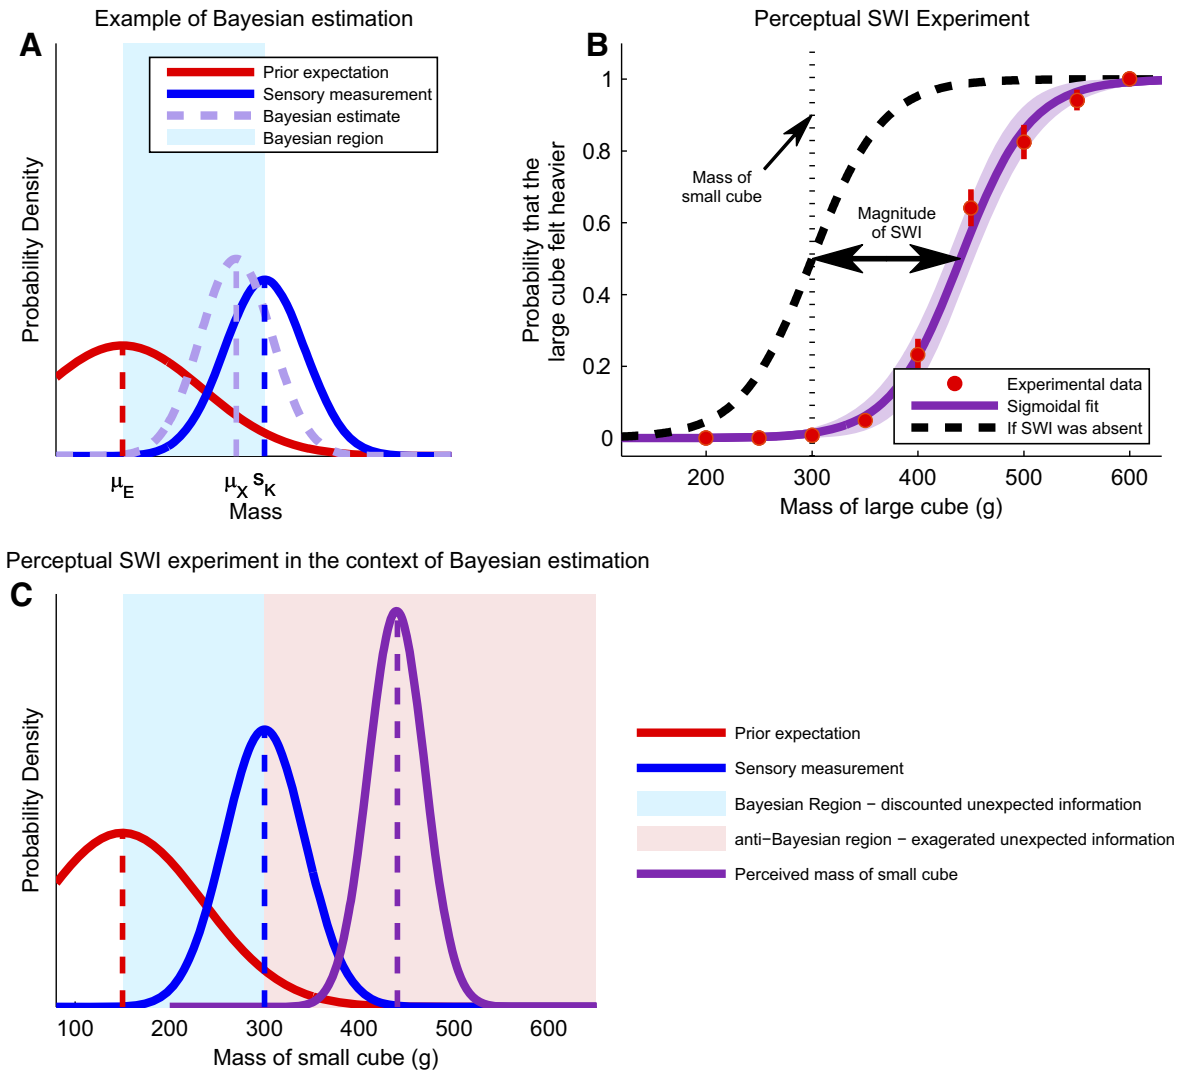 Example of Bayesian estimation
A
Prior expectation
Sensory measurement
Bayesian estimate
Bayesian region
Probability Density
μE
μX
sK
Mass
Perceptual SWI Experiment
B
1
0.8
0.6
0.4
0.2
0
Probability that the
large cube felt heavier
Mass of
small cube
Magnitude
of SWI
Experimental data
Sigmoidal fit
If SWI was absent
200 300 400 500 600
Mass of large cube (g)
Perceptual SWI experiment in the context of Bayesian estimation
C
Probability Density
100 200 300 400 500 600
Mass of small cube (g)
Prior expectation
Sensory measurement
Bayesian Region − discounted unexpected information
anti−Bayesian region − exagerated unexpected information
Perceived mass of small cube